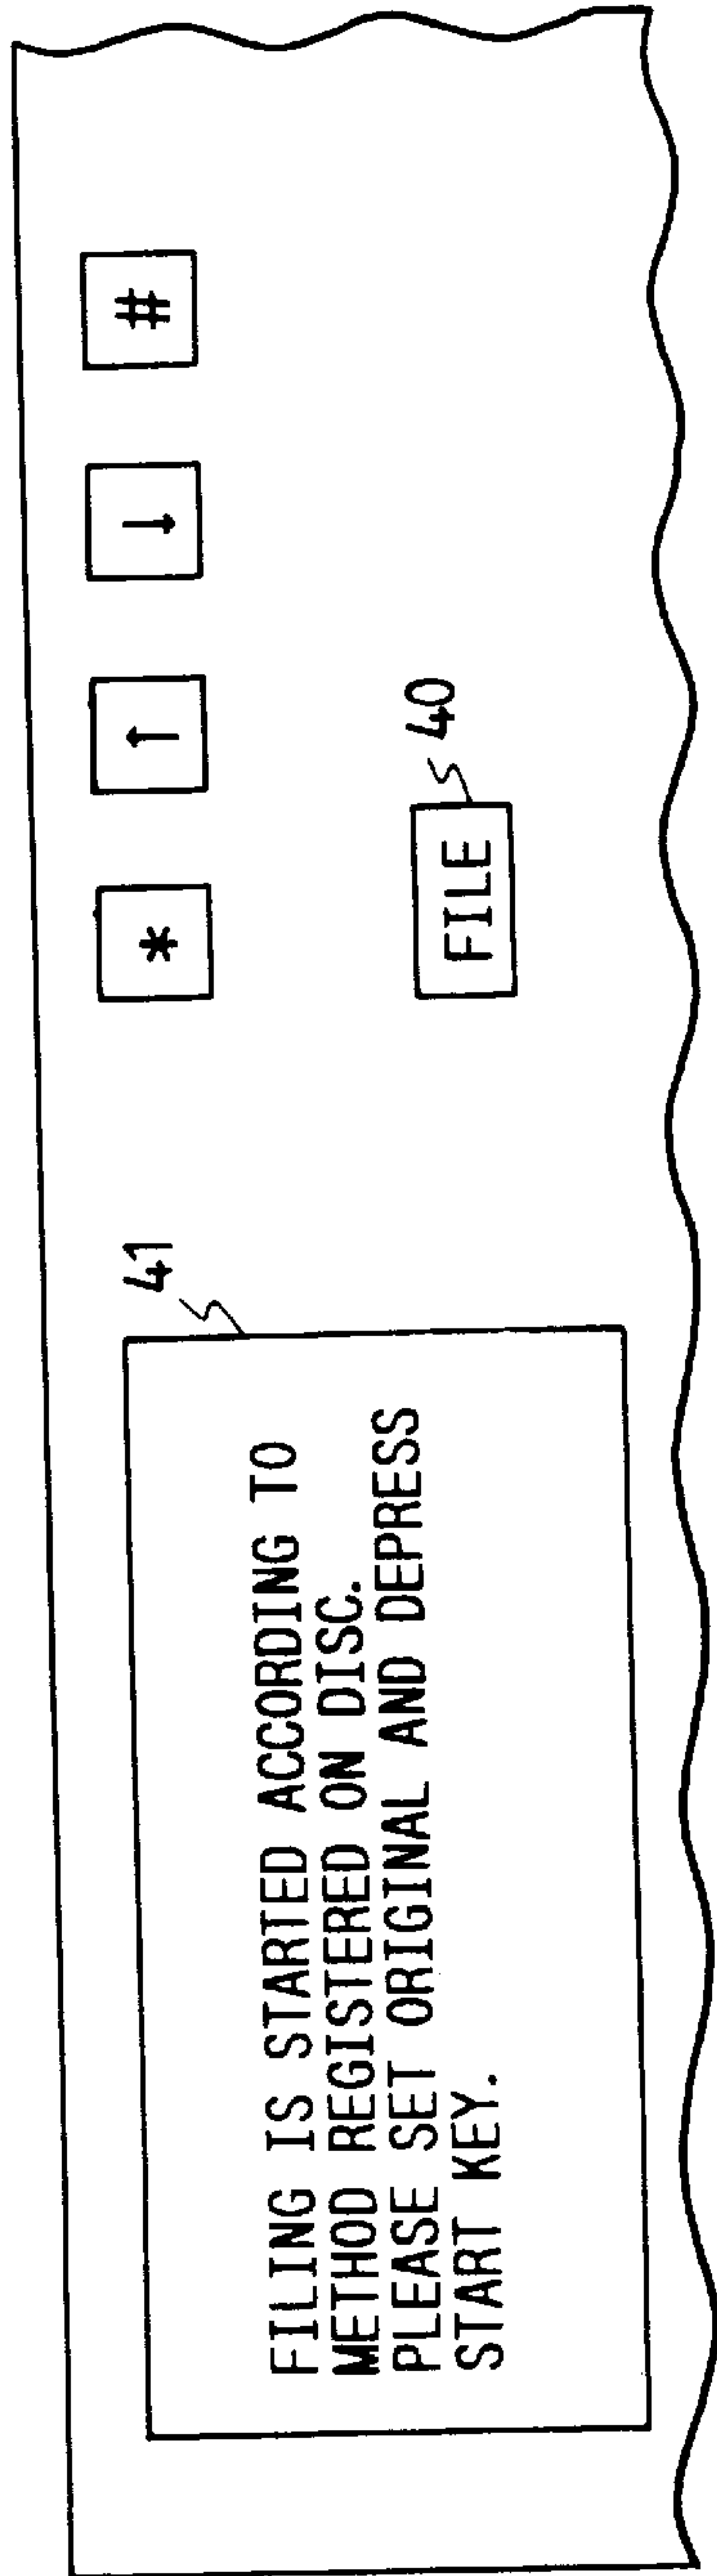 * ↑ ↓ #
41
FILING IS STARTED ACCORDING TO
METHOD REGISTERED ON DISC.
PLEASE SET ORIGINAL AND DEPRESS
START KEY.
FILE 40